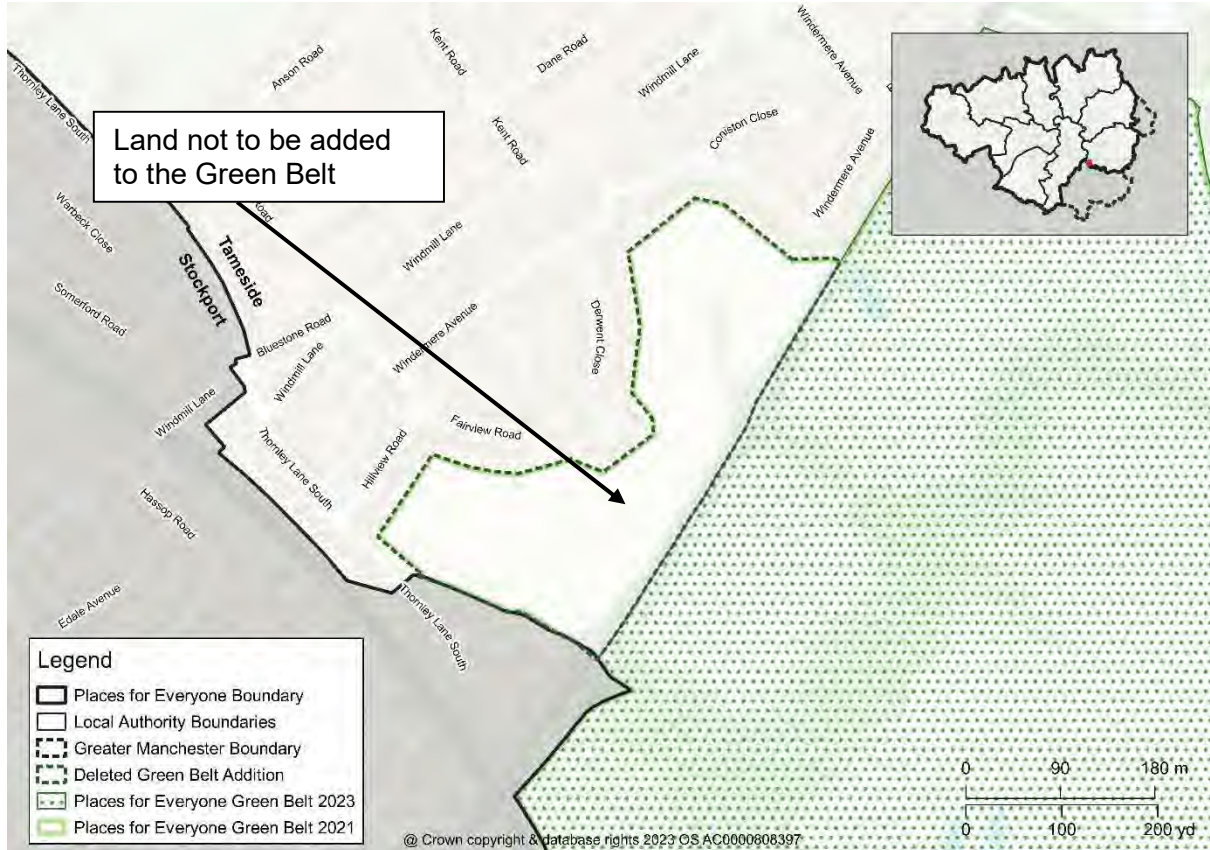 Anson Road
Kent Road
Dane Road
Windmill Lane
Windermere Avenue
Thornley Lane South
Land not to be added
to the Green Belt
Kent Road
Coniston Close
Windermere Avenue
Warbeck Close
Road
Windmill Lane
Tameside
Stockport
Somerford Road
Bluestone Road
Windermere Avenue
Derwent Close
Windmill Lane
Windmill Lane
Fairview Road
Hillview Road
Thornley Lane South
Hassop Road
Edale Avenue
Thornley Lane South
Legend
Places for Everyone Boundary
Local Authority Boundaries
Greater Manchester Boundary
Deleted Green Belt Addition
Places for Everyone Green Belt 2023
Places for Everyone Green Belt 2021
0 90 180 m
0 100 200 yd
@ Crown copyright & database rights 2023 OS AC0000808397